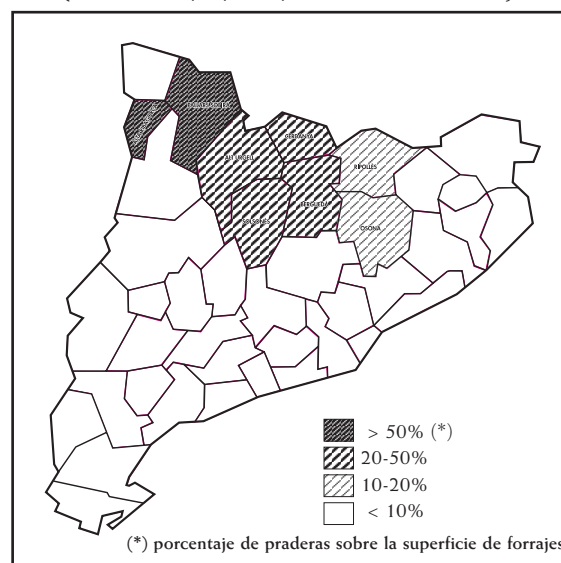 CERDANYA
RIPOLLÈS
ALT URGELL
BERGUEDÀ
SOLSONÈS
OSONA
> 50% (*)
20-50%
10-20%
< 10%
(*) porcentaje de praderas sobre la superficie de forrajes